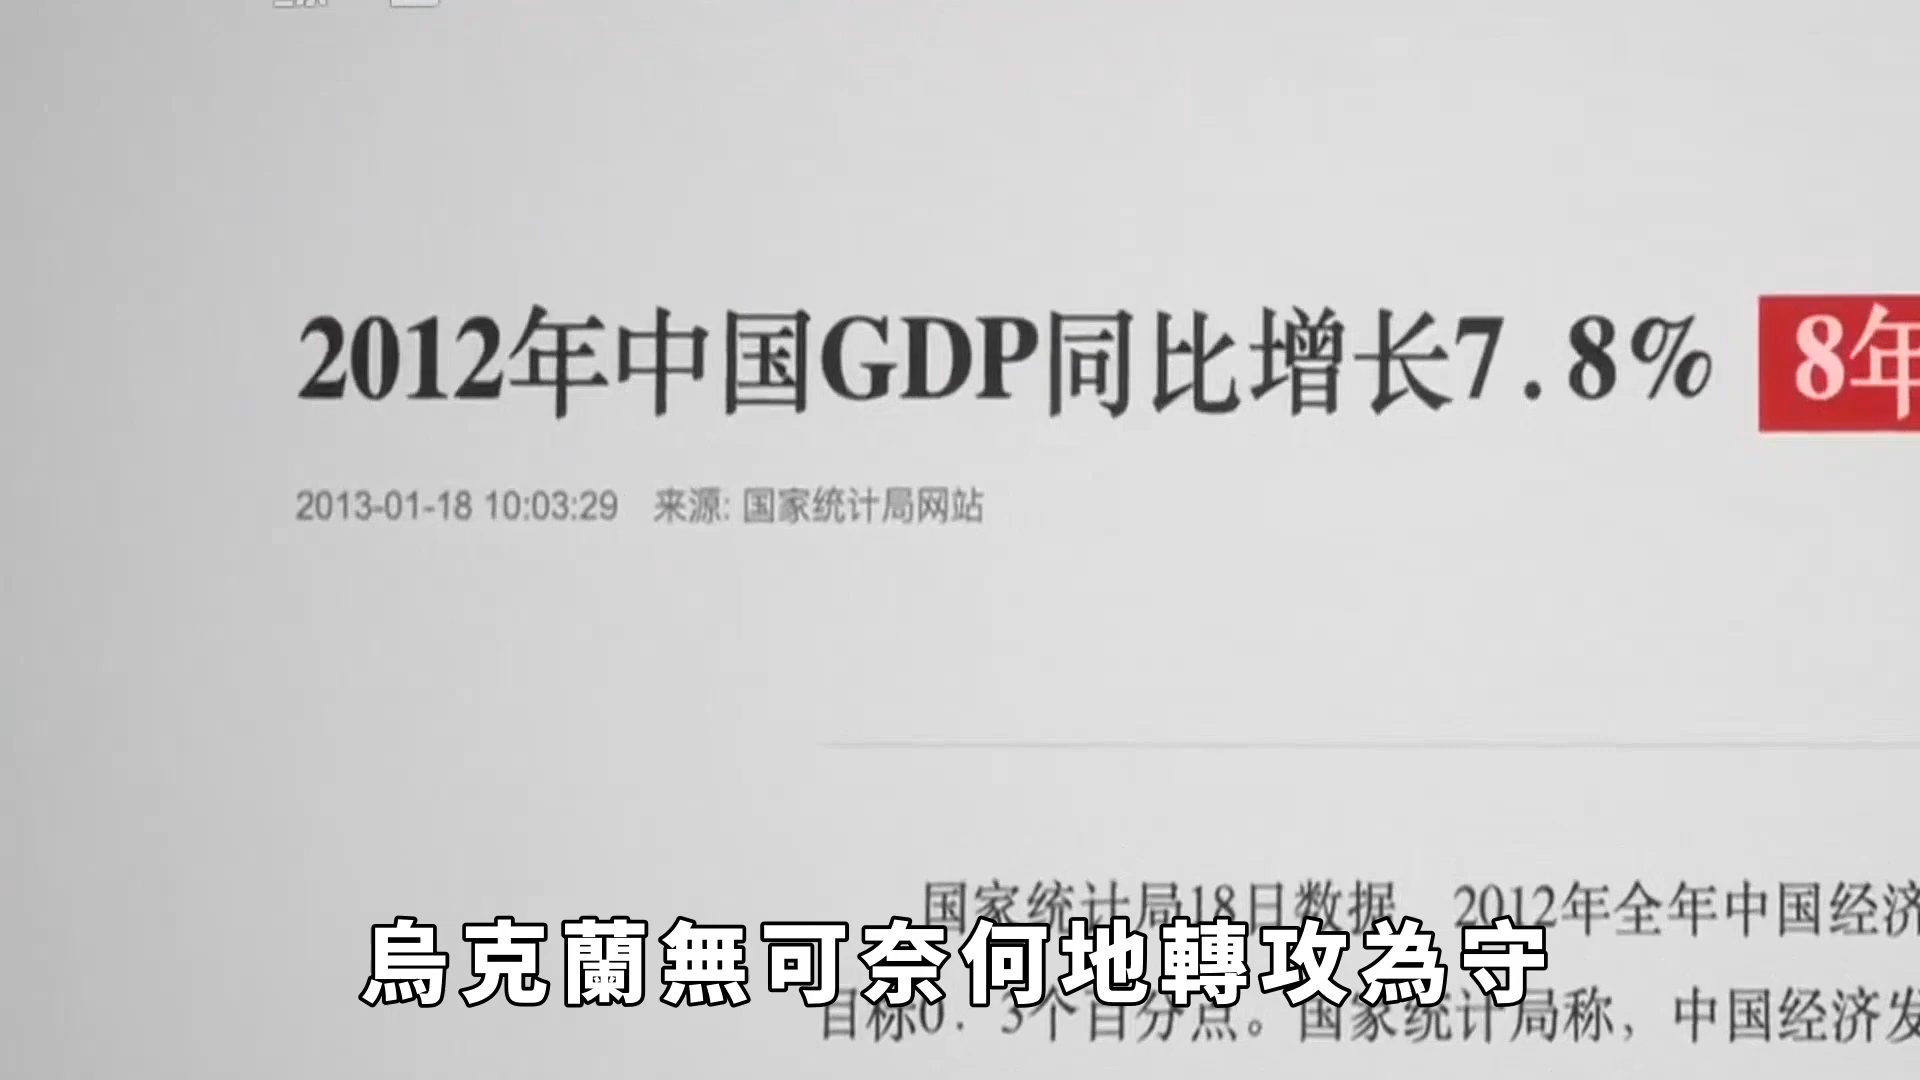 2012年中国GDP同比增长7.8% 8年
2013-01-18 10:03:29 来源: 国家统计局网站
国家统计局18日数据，2012年全年中国经济
烏克蘭無可奈何地轉攻為守
目标0.3个百分点。国家统计局称，中国经济发